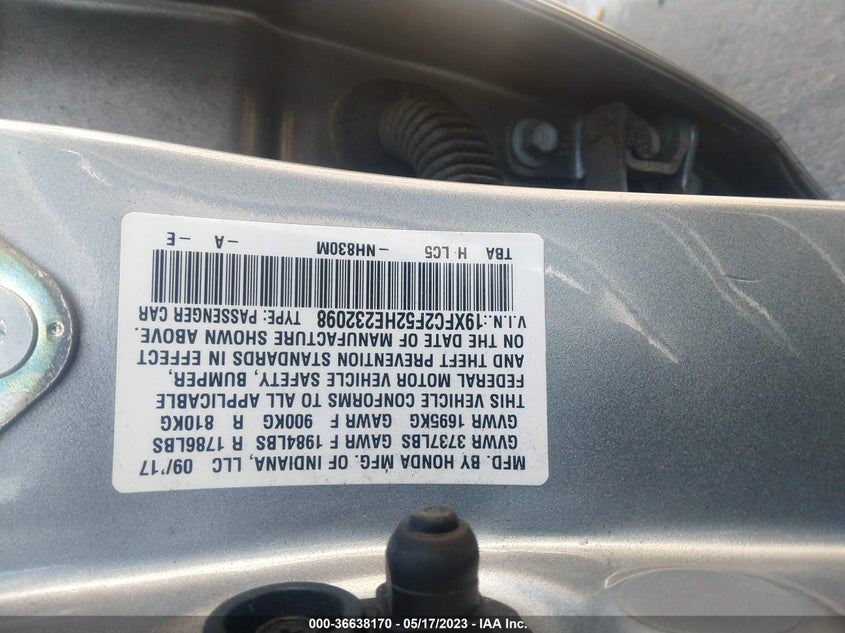 MFD. BY HONDA MFG. OF INDIANA, LLC 09/'17
GVWR 3737LBS GAWR F 1984LBS R 1786LBS
GVWR 1695KG GAWR F 900KG R 810KG
THIS VEHICLE CONFORMS TO ALL APPLICABLE
FEDERAL MOTOR VEHICLE SAFETY, BUMPER,
AND THEFT PREVENTION STANDARDS IN EFFECT
ON THE DATE OF MANUFACTURE SHOWN ABOVE.
V.I.N.:19XFC2F52HE232098 TYPE: PASSENGER CAR
TBA H LC5 -NH830M -A -E
000-36638170 — 05/17/2023 — IAA Inc.